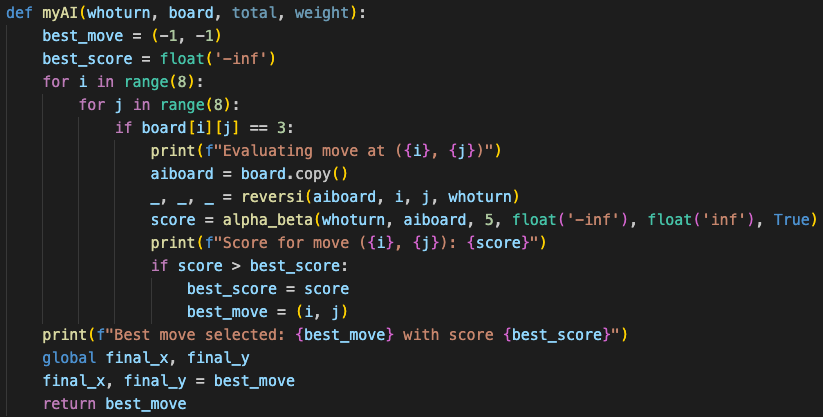 def myAI(whoturn, board, total, weight):
    best_move = (-1, -1)
    best_score = float('-inf')
    for i in range(8):
        for j in range(8):
            if board[i][j] == 3:
                print(f"Evaluating move at ({i}, {j})")
                aiboard = board.copy()
                _, _, _ = reversi(aiboard, i, j, whoturn)
                score = alpha_beta(whoturn, aiboard, 5, float('-inf'), float('inf'), True)
                print(f"Score for move ({i}, {j}): {score}")
                if score > best_score:
                    best_score = score
                    best_move = (i, j)
    print(f"Best move selected: {best_move} with score {best_score}")
    global final_x, final_y
    final_x, final_y = best_move
    return best_move